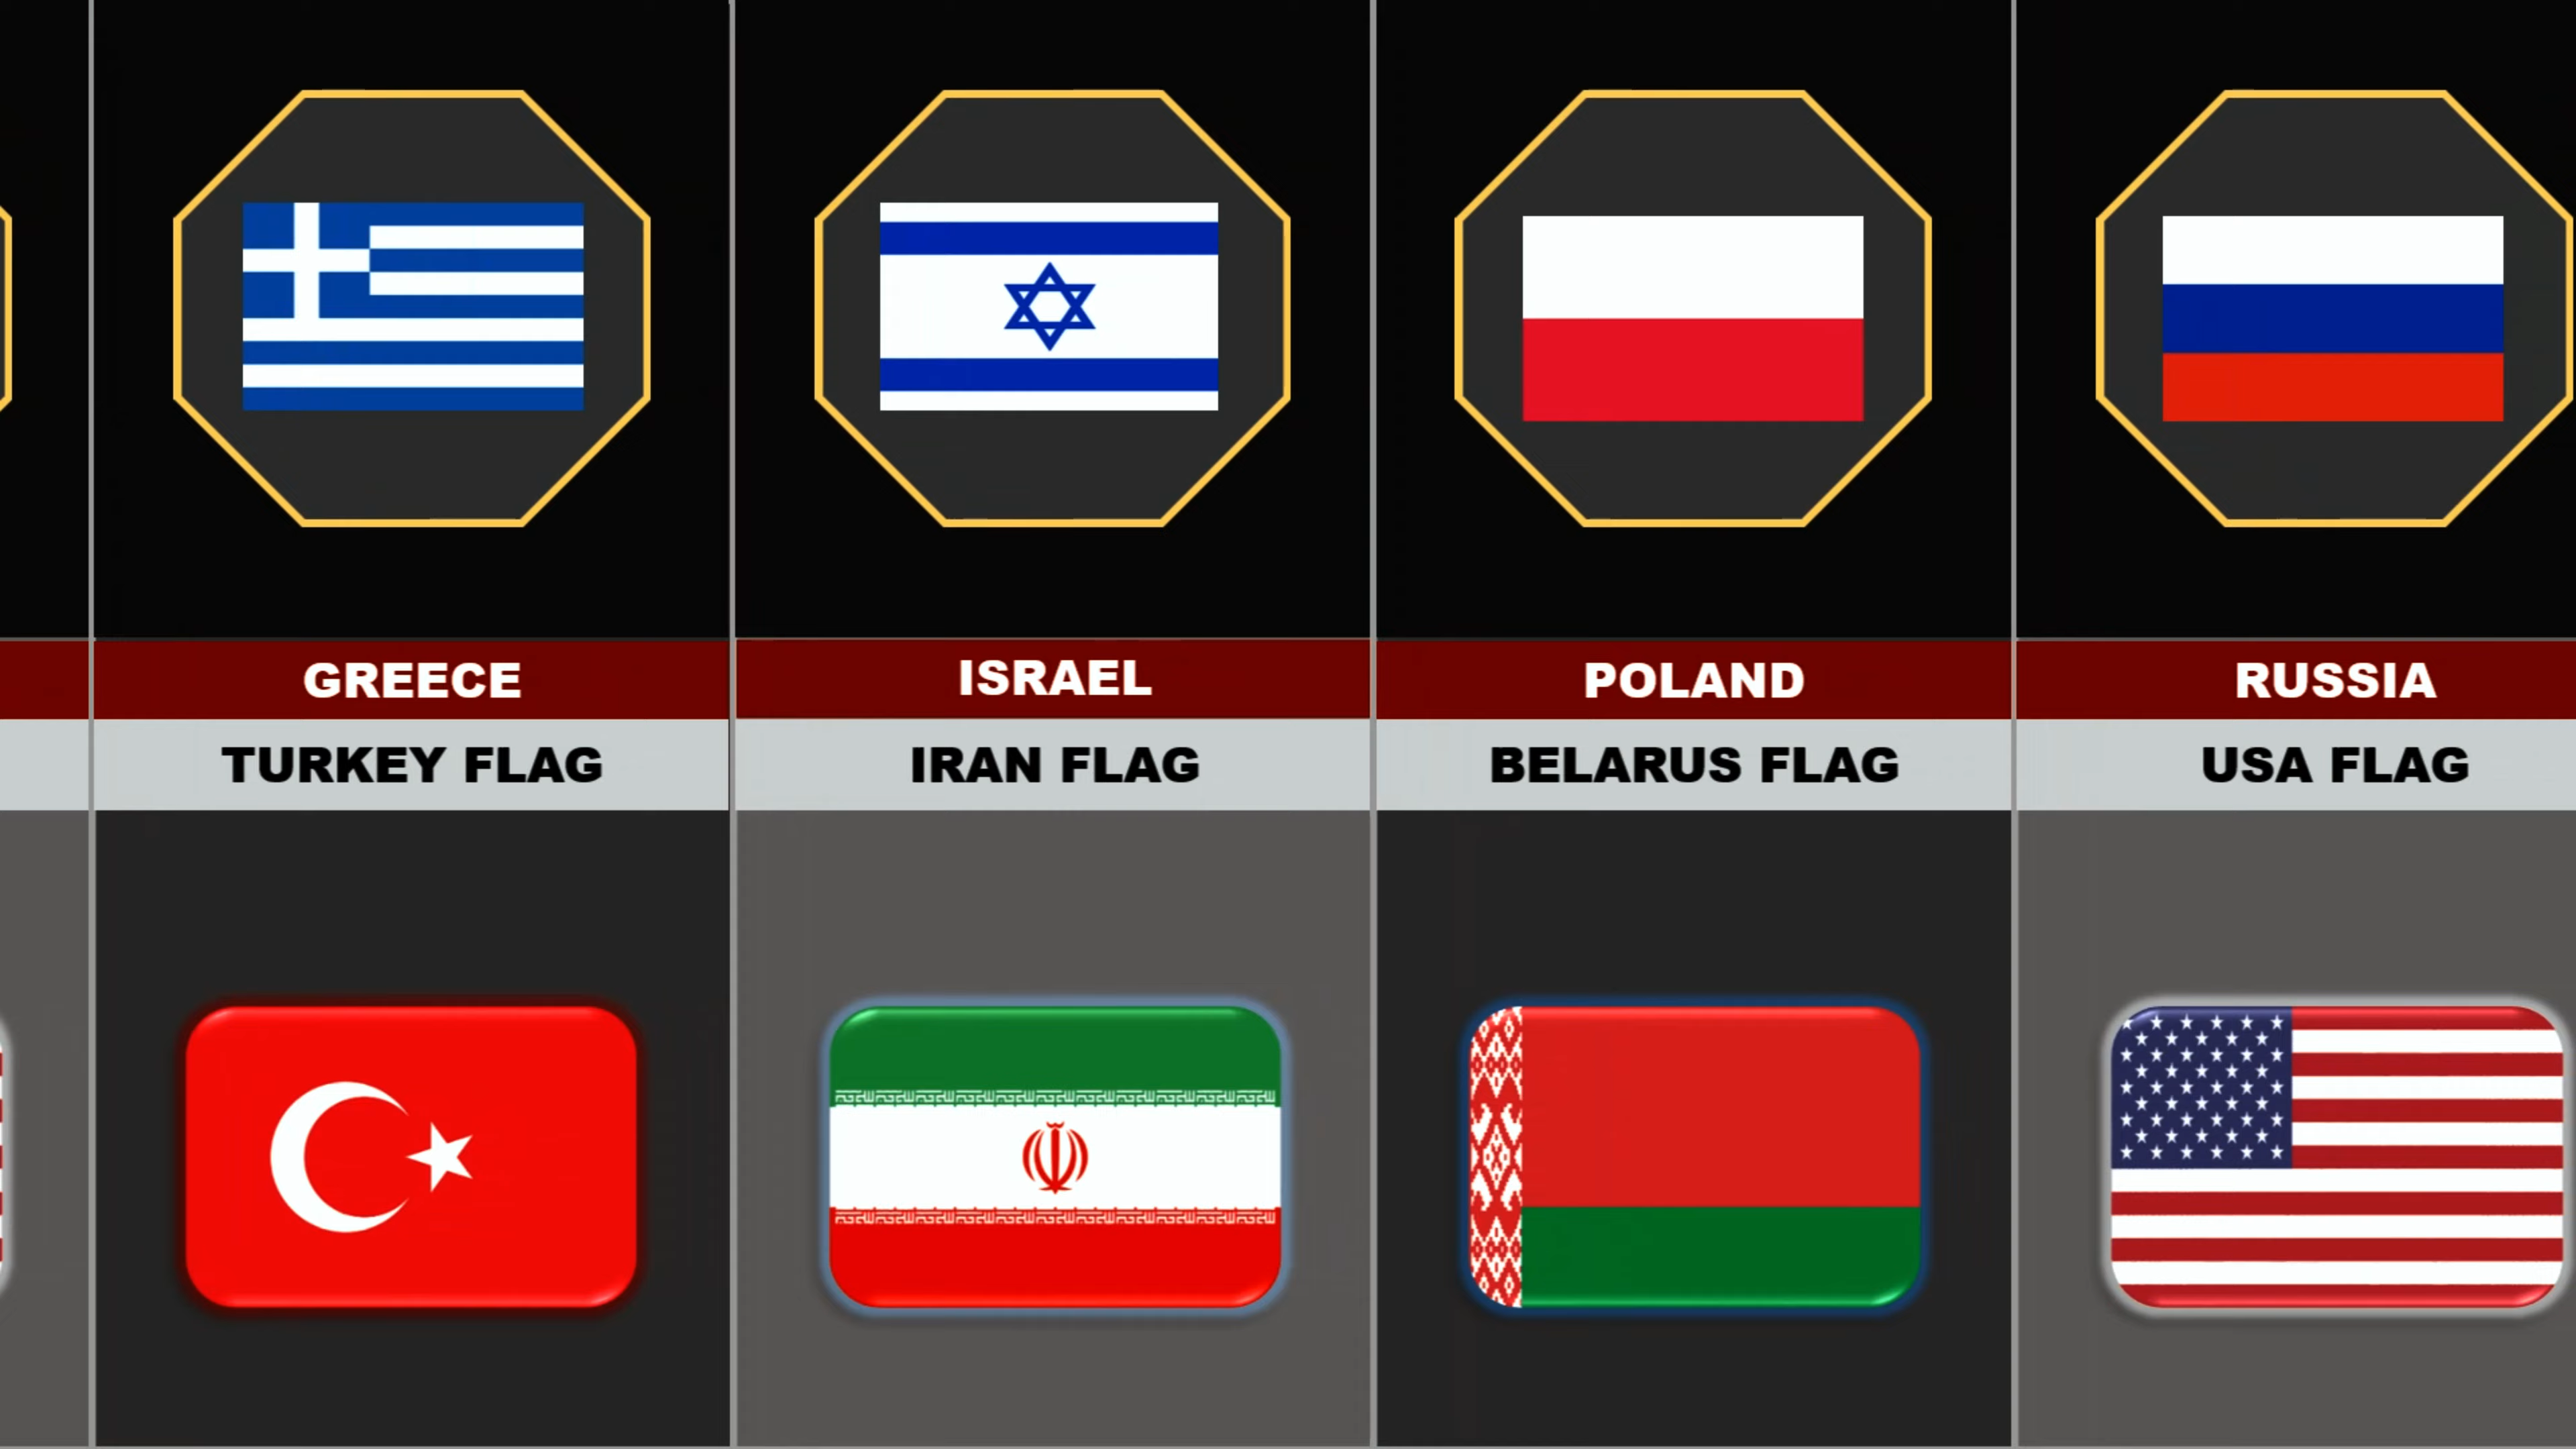 GREECE
TURKEY FLAG
ISRAEL
IRAN FLAG
POLAND
BELARUS FLAG
RUSSIA
USA FLAG